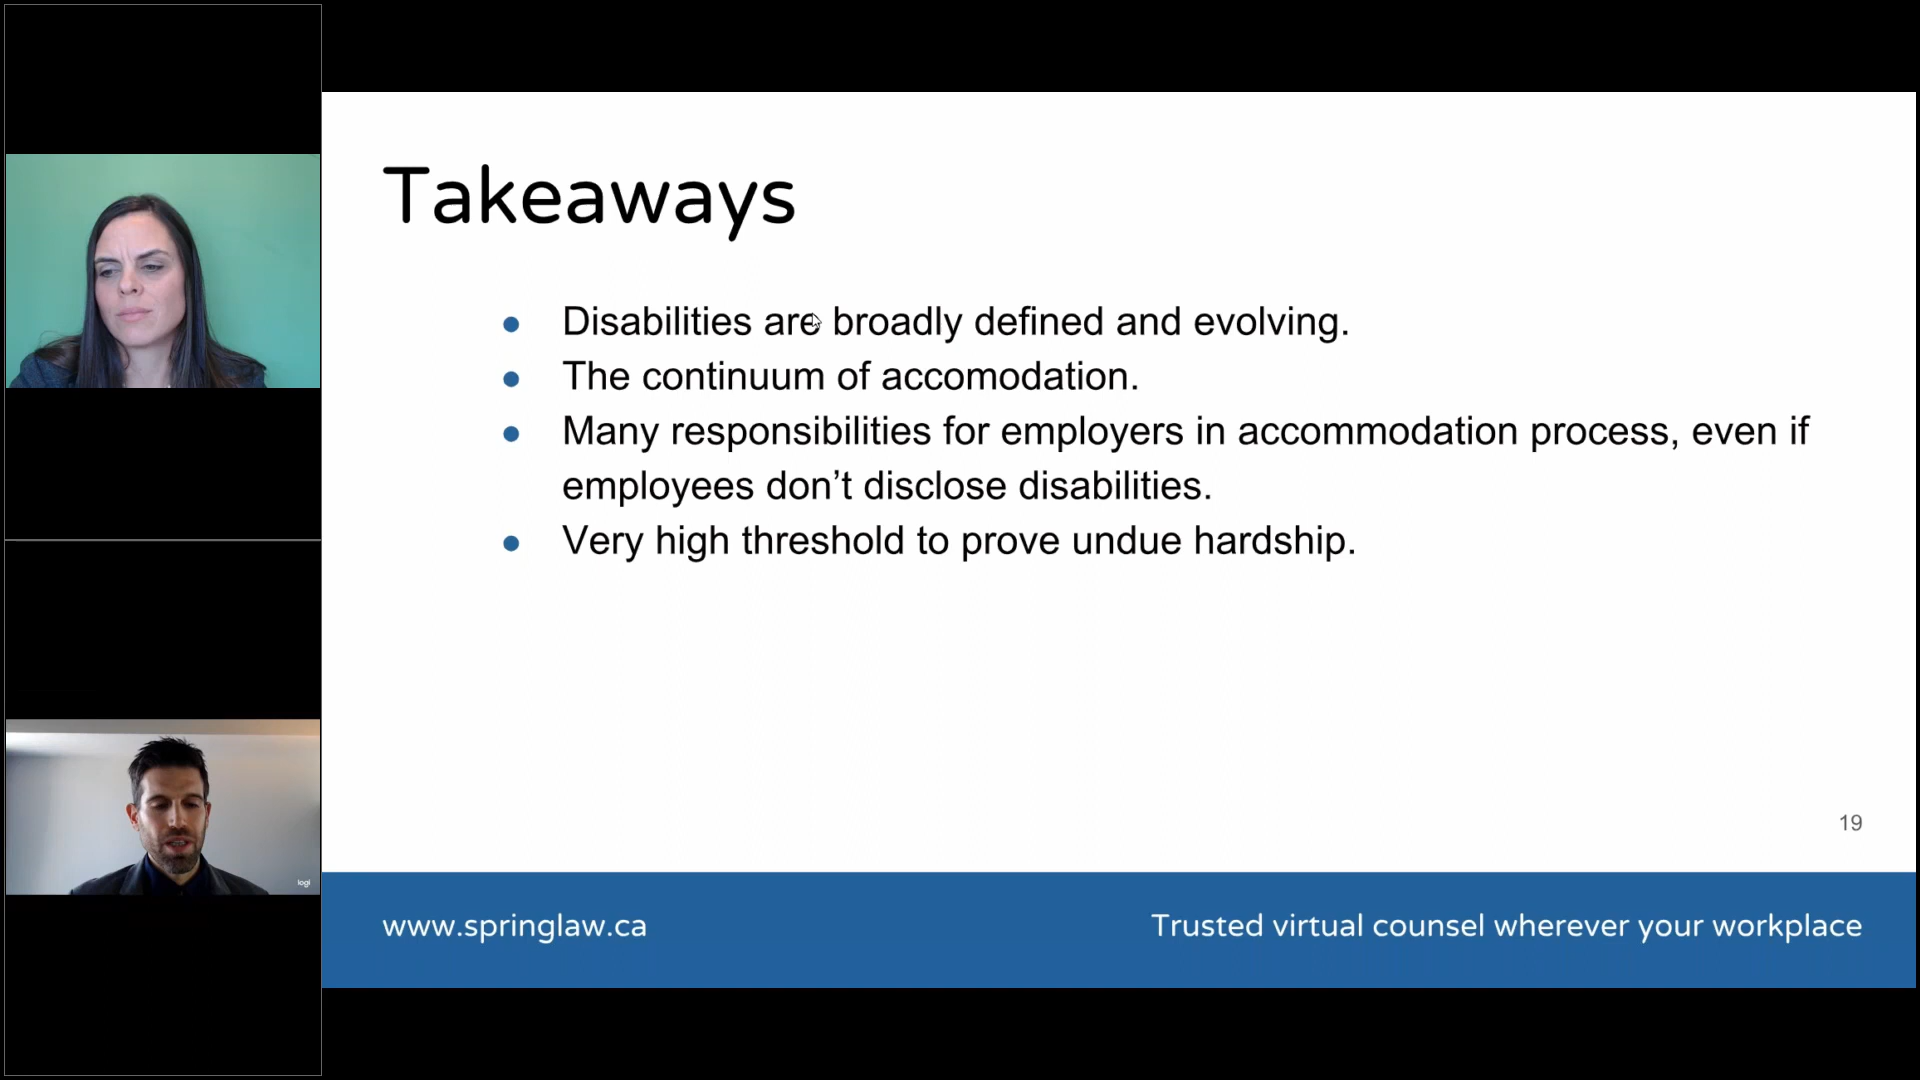 Takeaways
Disabilities are broadly defined and evolving.
The continuum of accomodation.
Many responsibilities for employers in accommodation process, even if
employees don’t disclose disabilities.
Very high threshold to prove undue hardship.
19
www.springlaw.ca
Trusted virtual counsel wherever your workplace
logi